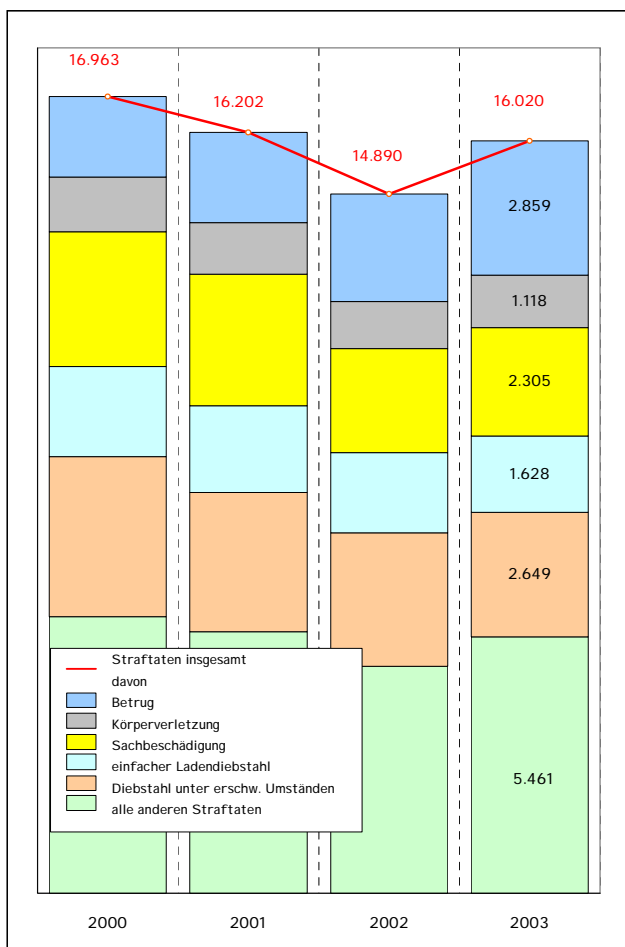 16.963
16.202
14.890
16.020
2.859
1.118
2.305
1.628
2.649
5.461
Straftaten insgesamt
davon
Betrug
Körperverletzung
Sachbeschädigung
einfacher Ladendiebstahl
Diebstahl unter erschw. Umständen
alle anderen Straftaten
2000 2001 2002 2003